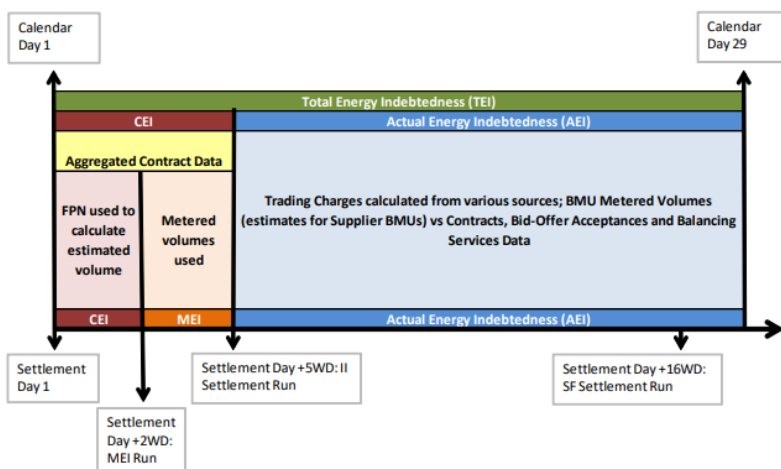 Calendar
Day 1
Calendar
Day 29
Total Energy Indebtedness (TEI)
CEI
Actual Energy Indebtedness (AEI)
Aggregated Contract Data
FPN used to
calculate
estimated
volume
Metered
volumes
used
Trading Charges calculated from various sources; BMU Metered Volumes
(estimates for Supplier BMUs) vs Contracts, Bid-Offer Acceptances and Balancing
Services Data
CEI
MEI
Actual Energy Indebtedness (AEI)
Settlement
Day 1
Settlement
Day +2WD:
MEI Run
Settlement Day +5WD: II
Settlement Run
Settlement Day +16WD:
SF Settlement Run